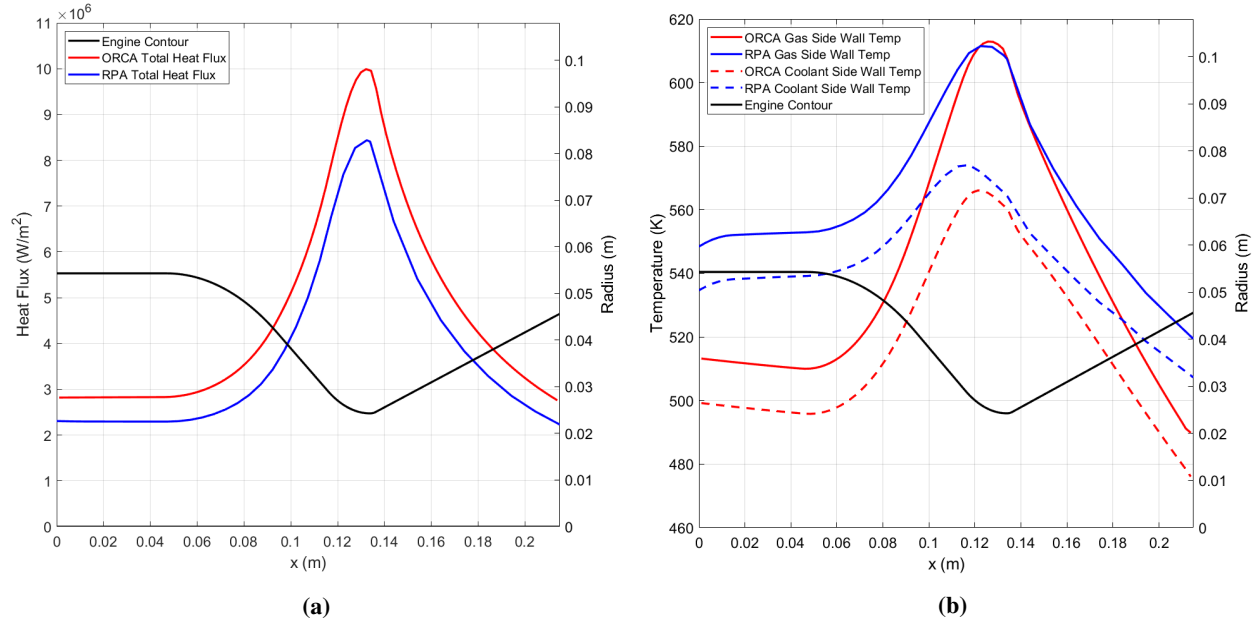 ×10⁶
11
10
9
8
7
6
5
4
3
2
1
0
Heat Flux (W/m²)
Engine Contour
ORCA Total Heat Flux
RPA Total Heat Flux
0.1
0.09
0.08
0.07
0.06
0.05
0.04
0.03
0.02
0.01
0
Radius (m)
0 0.02 0.04 0.06 0.08 0.1 0.12 0.14 0.16 0.18 0.2
x (m)
(a)
620
600
580
560
540
520
500
480
460
Temperature (K)
ORCA Gas Side Wall Temp
RPA Gas Side Wall Temp
ORCA Coolant Side Wall Temp
RPA Coolant Side Wall Temp
Engine Contour
0.1
0.09
0.08
0.07
0.06
0.05
0.04
0.03
0.02
0.01
0
Radius (m)
0 0.02 0.04 0.06 0.08 0.1 0.12 0.14 0.16 0.18 0.2
x (m)
(b)